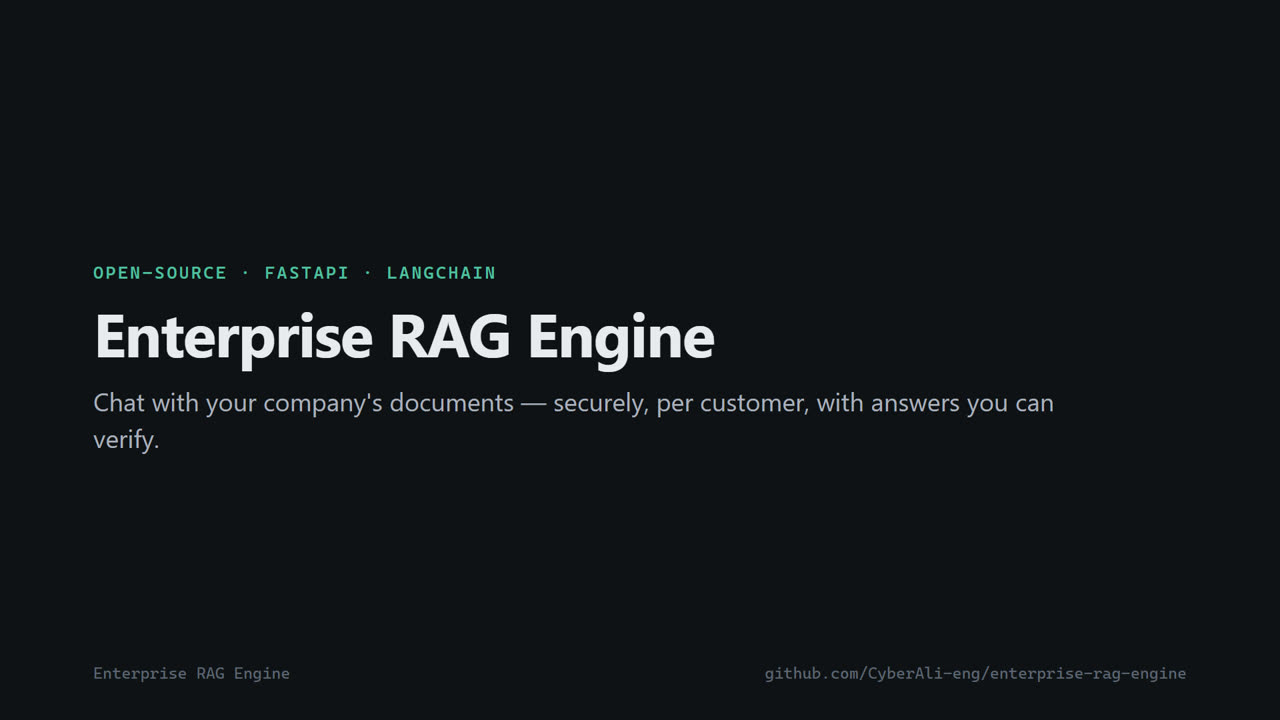 OPEN-SOURCE · FASTAPI · LANGCHAIN
Enterprise RAG Engine
Chat with your company's documents — securely, per customer, with answers you can
verify.
Enterprise RAG Engine
github.com/CyberAli-eng/enterprise-rag-engine